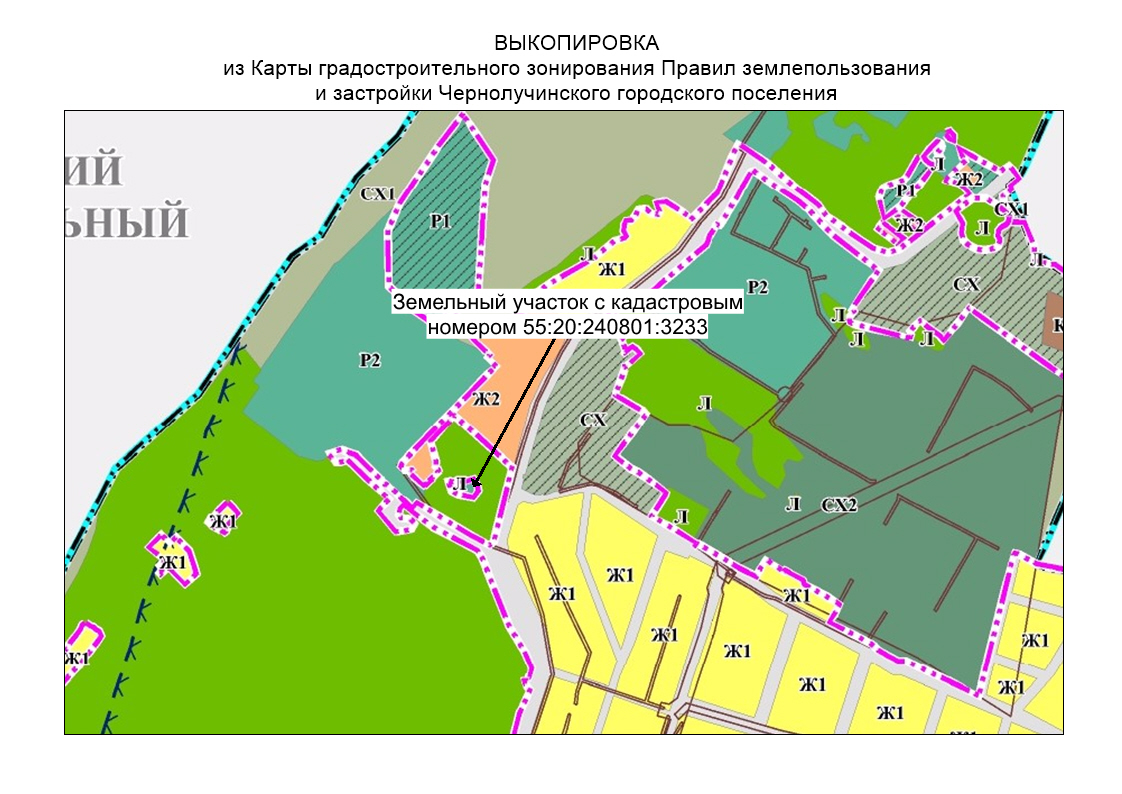 ВЫКОПИРОВКА
из Карты градостроительного зонирования Правил землепользования
и застройки Чернолучинского городского поселения
ИЙ
ЬНЫЙ
СХ1
Р1
Л
Ж1
Р2
Л
Ж2
Р1
Ж2
СХ1
Л
Л
СХ
Л
Л
Л
К
Земельный участок с кадастровым
номером 55:20:240801:3233
Р2
Ж2
СХ
Л
Л
Л
Л
СХ2
Ж1
Ж1
Ж1
Ж1
Ж1
Ж1
Ж1
Ж1
Ж1
Ж1
Ж1
Ж1
Ж1